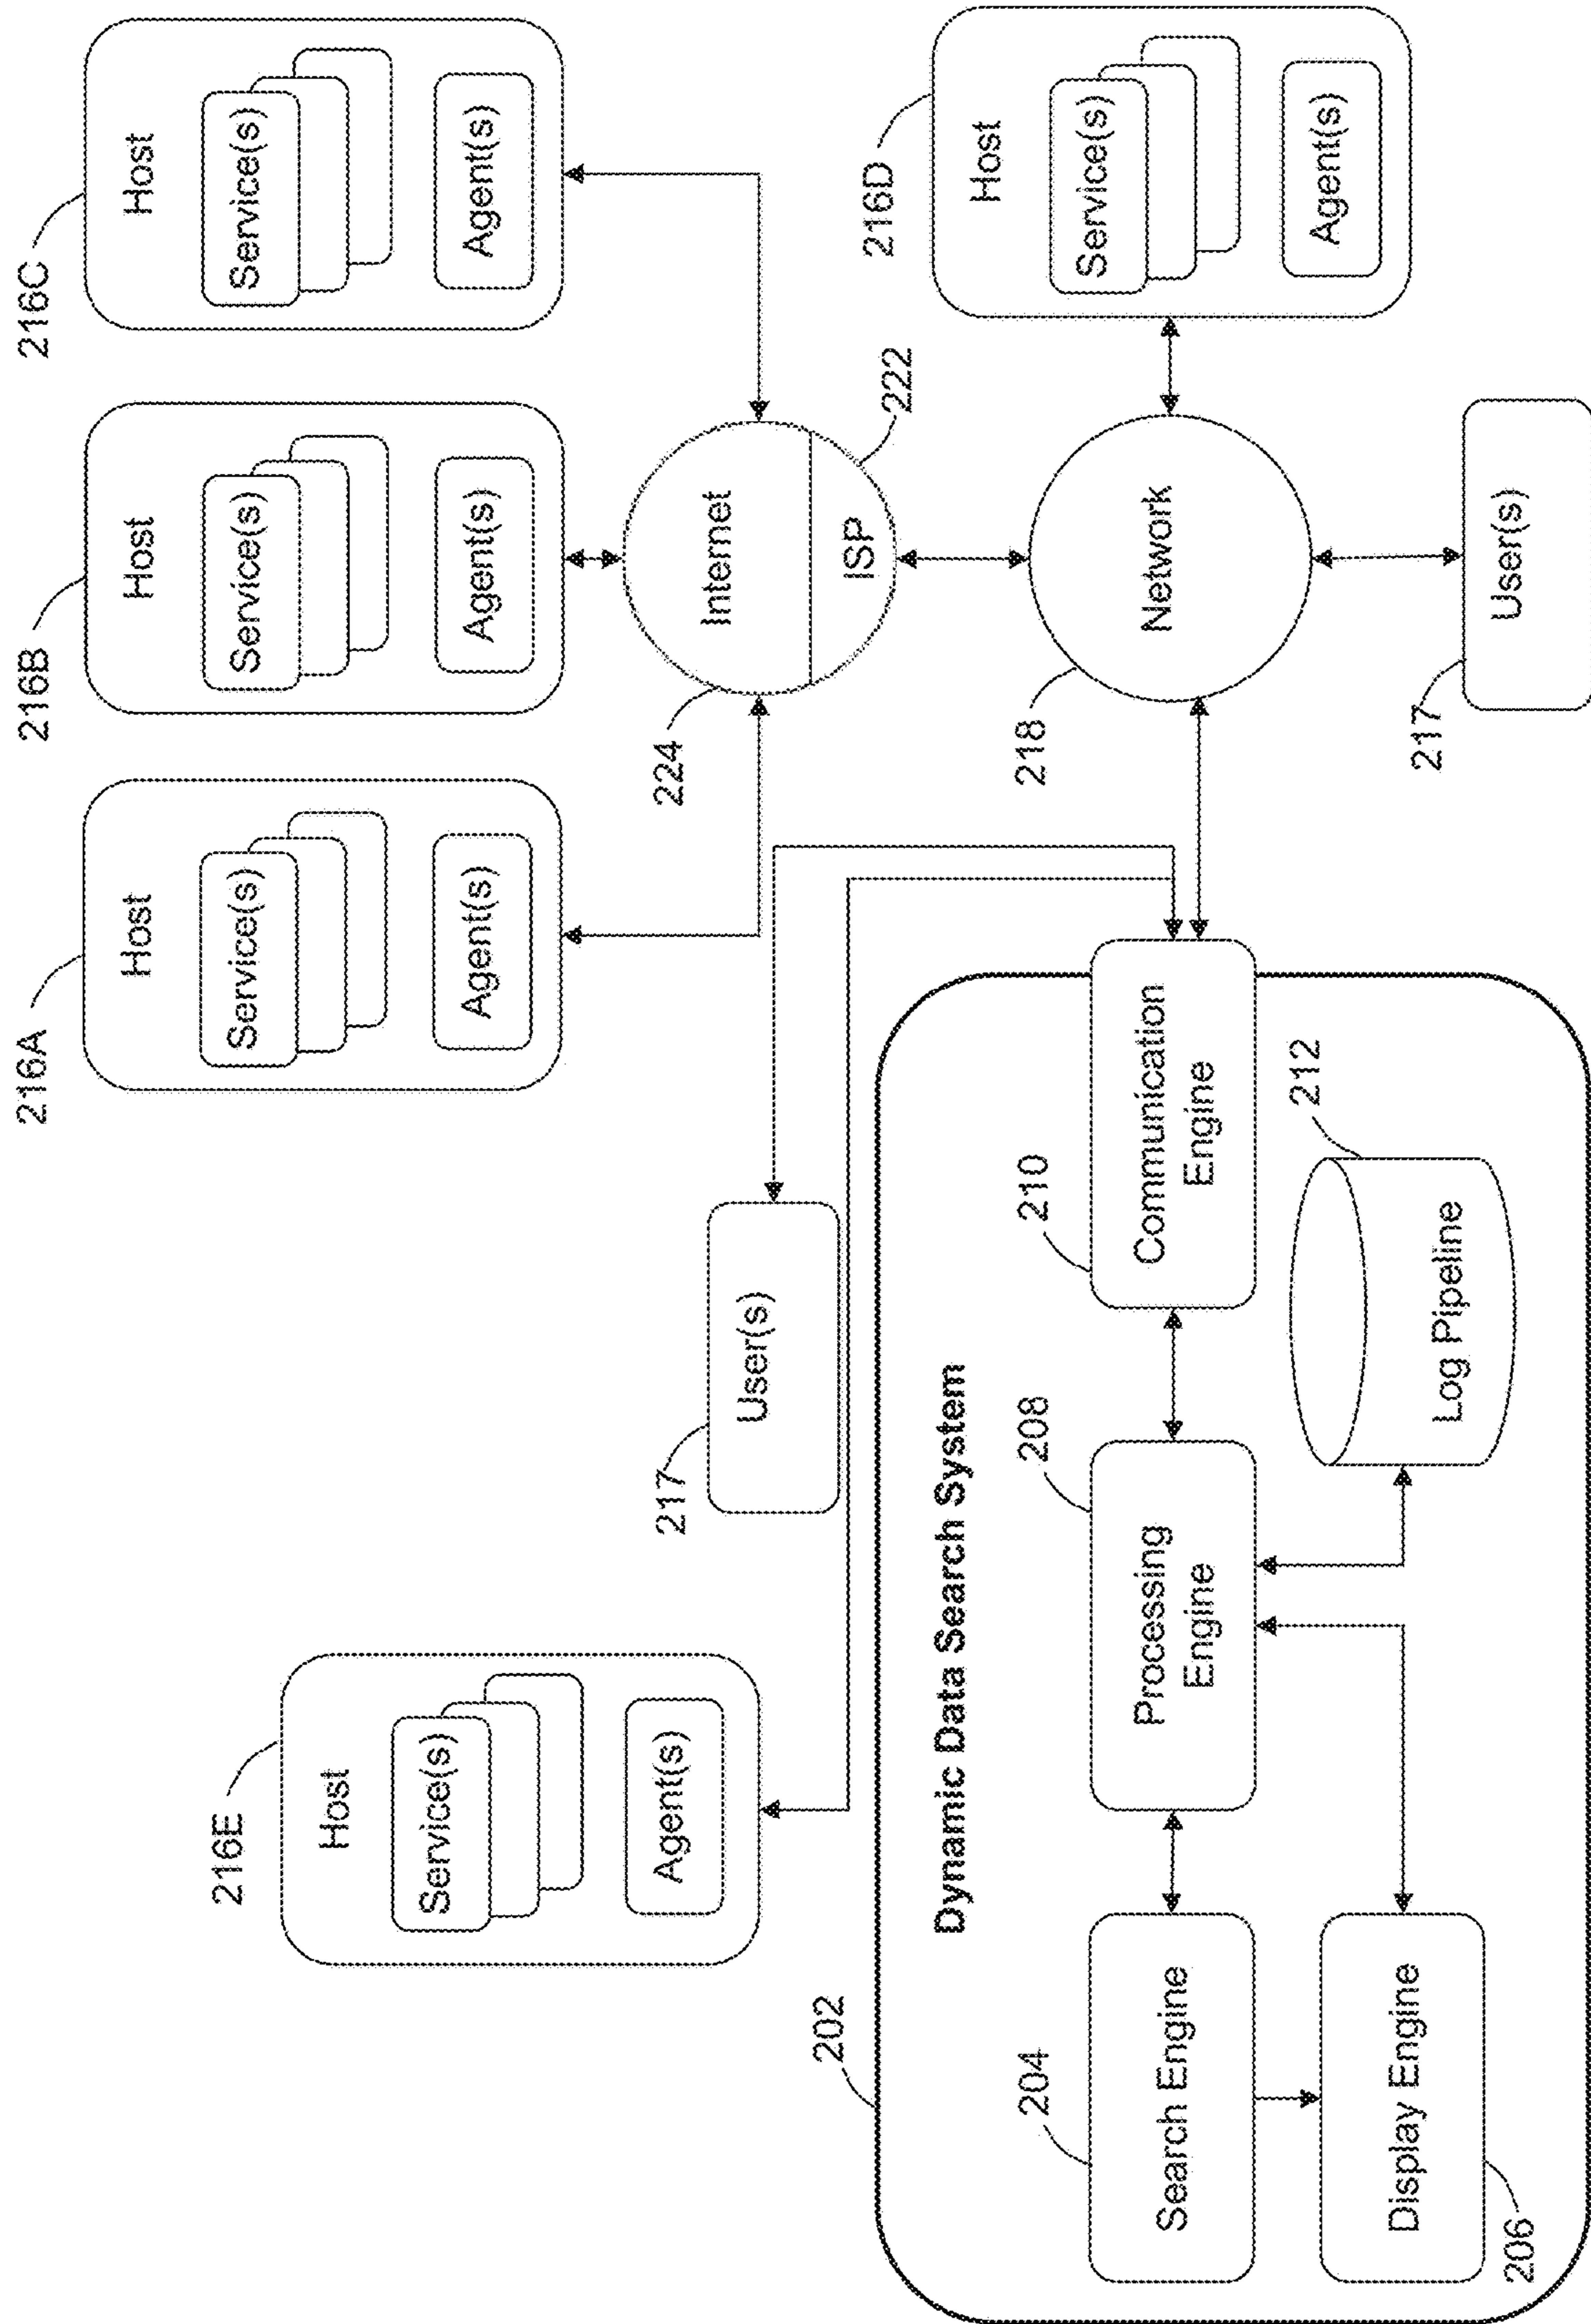 216A
Host
Service(s)
Agent(s)
216B
Host
Service(s)
Agent(s)
216C
Host
Service(s)
Agent(s)
216E
Host
Service(s)
Agent(s)
217
User(s)
224
Internet
ISP
222
202
Dynamic Data Search System
204
Search Engine
208
Processing
Engine
210
Communication
Engine
206
Display Engine
212
Log Pipeline
218
Network
216D
Host
Service(s)
Agent(s)
217
User(s)